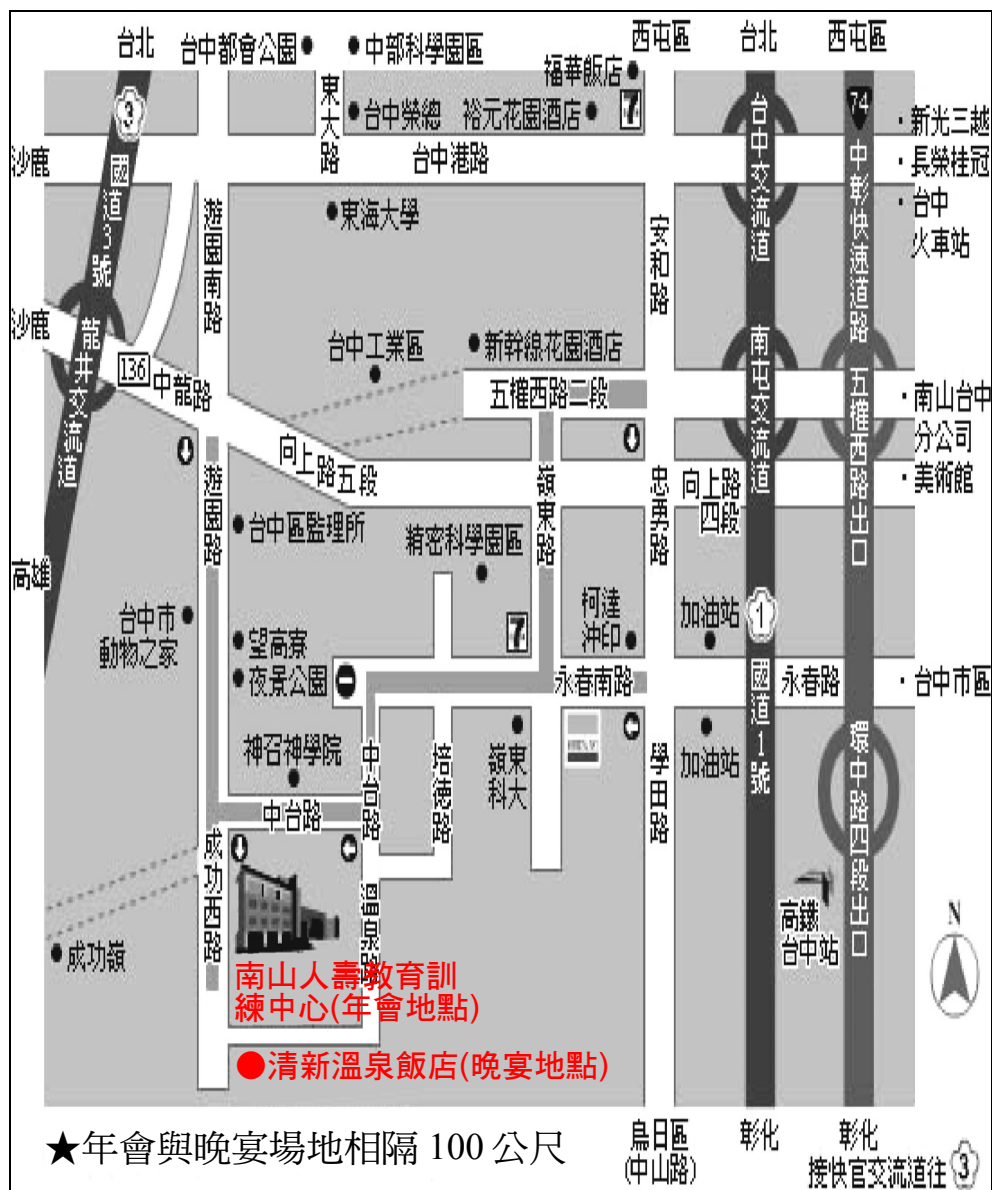 台北
台中都會公園
中部科學園區
西屯區
台北
西屯區
福華飯店
3
東大路
台中榮總
裕元花園酒店
7
74
新光三越
沙鹿
台中港路
長榮桂冠
台中
火車站
國道3號
遊園南路
東海大學
安和路
台中交流道
中彰快速道路
沙鹿
龍井交流道
136
中龍路
台中工業區
新幹線花園酒店
五權西路二段
南屯交流道
五權西路出口
南山台中
分公司
美術館
向上路五段
嶺東路
忠勇路
向上路
四段
遊園路
台中區監理所
精密科學園區
高雄
台中市
動物之家
望高寮
夜景公園
7
柯達
沖印
加油站
1
永春南路
國道1號
永春路
台中市區
神召神學院
中台路
中台路
培德路
嶺東
科大
學田路
加油站
環中路四段出口
成功西路
溫泉路
高鐵
台中站
N
成功嶺
南山人壽教育訓
練中心(年會地點)
●清新溫泉飯店(晚宴地點)
★年會與晚宴場地相隔 100 公尺
烏日區
(中山路)
彰化
彰化
接快官交流道往3